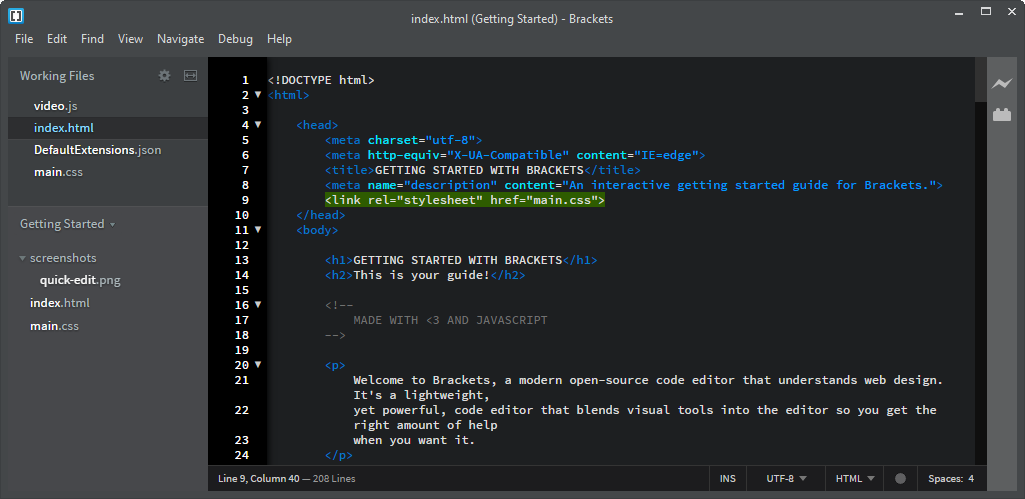 index.html (Getting Started) - Brackets
File Edit Find View Navigate Debug Help
Working Files
video.js
index.html
DefaultExtensions.json
main.css
Getting Started
screenshots
quick-edit.png
index.html
main.css
1 <!DOCTYPE html>
2 <html>
3
4 <head>
5 <meta charset="utf-8">
6 <meta http-equiv="X-UA-Compatible" content="IE=edge">
7 <title>GETTING STARTED WITH BRACKETS</title>
8 <meta name="description" content="An interactive getting started guide for Brackets.">
9 <link rel="stylesheet" href="main.css">
10 </head>
11 <body>
12
13 <h1>GETTING STARTED WITH BRACKETS</h1>
14 <h2>This is your guide!</h2>
15
16 <!--
17 MADE WITH <3 AND JAVASCRIPT
18 -->
19
20 <p>
21 Welcome to Brackets, a modern open-source code editor that understands web design.
It's a lightweight,
22 yet powerful, code editor that blends visual tools into the editor so you get the
right amount of help
23 when you want it.
24 </p>
Line 9, Column 40 — 208 Lines
INS UTF-8 HTML Spaces: 4